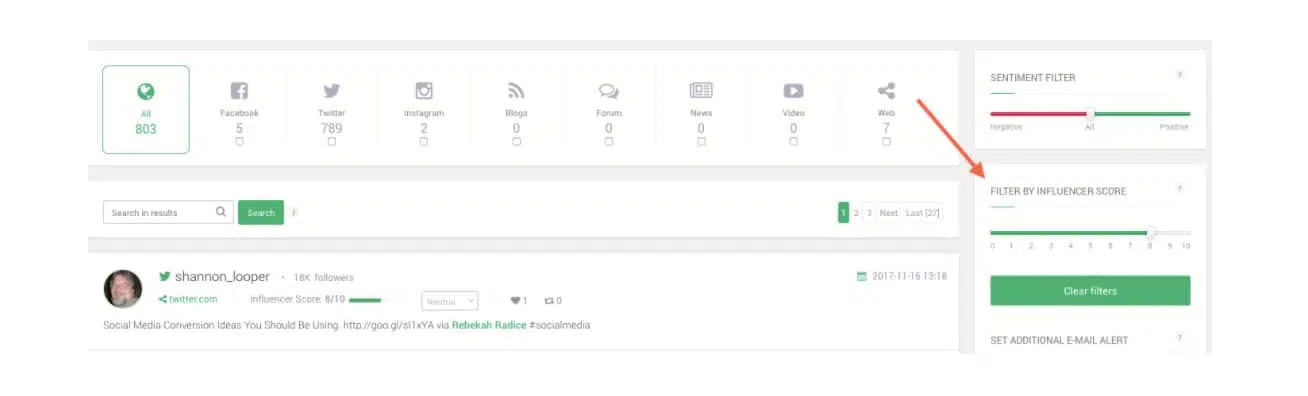 All Facebook Twitter Instagram Blogs Forum News Video Web
803 5 789 2 0 0 0 0 7
SENTIMENT FILTER ?
Negative All Positive
FILTER BY INFLUENCER SCORE ?
0 1 2 3 4 5 6 7 8 9 10
Clear filters
SET ADDITIONAL E-MAIL ALERT ?
Search in results Search
1 2 3 Next Last [27]
shannon_looper • 16K followers 2017-11-16 13:18
twitter.com Influencer Score: 8/10 Neutral 1 0
Social Media Conversion Ideas You Should Be Using. http://goo.gl/sI1xYA via Rebekah Radice #socialmedia